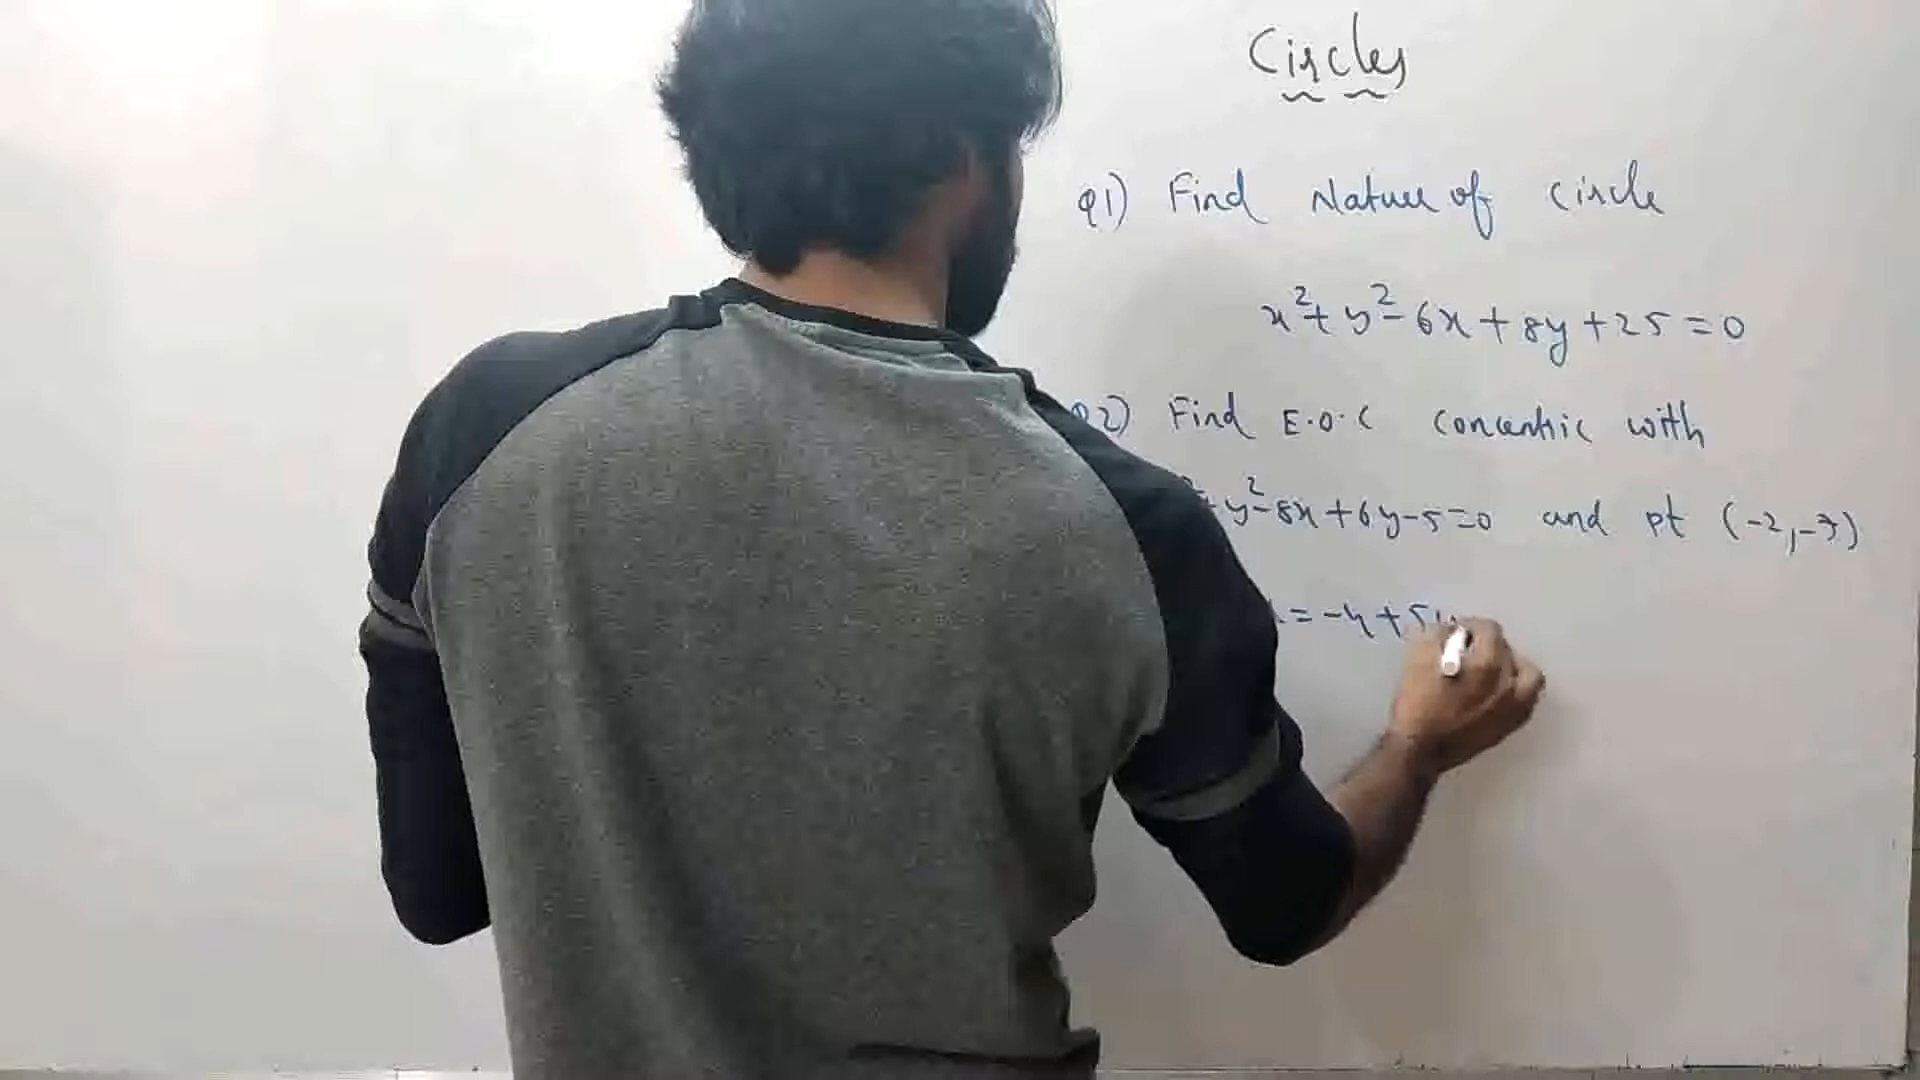 Circles
Q1) Find Nature of circle
x²+y²-6x+8y+25=0
2) Find E.O.C concentric with
+y²-8x+6y-5=0 and pt (-2,-7)
=-4+5